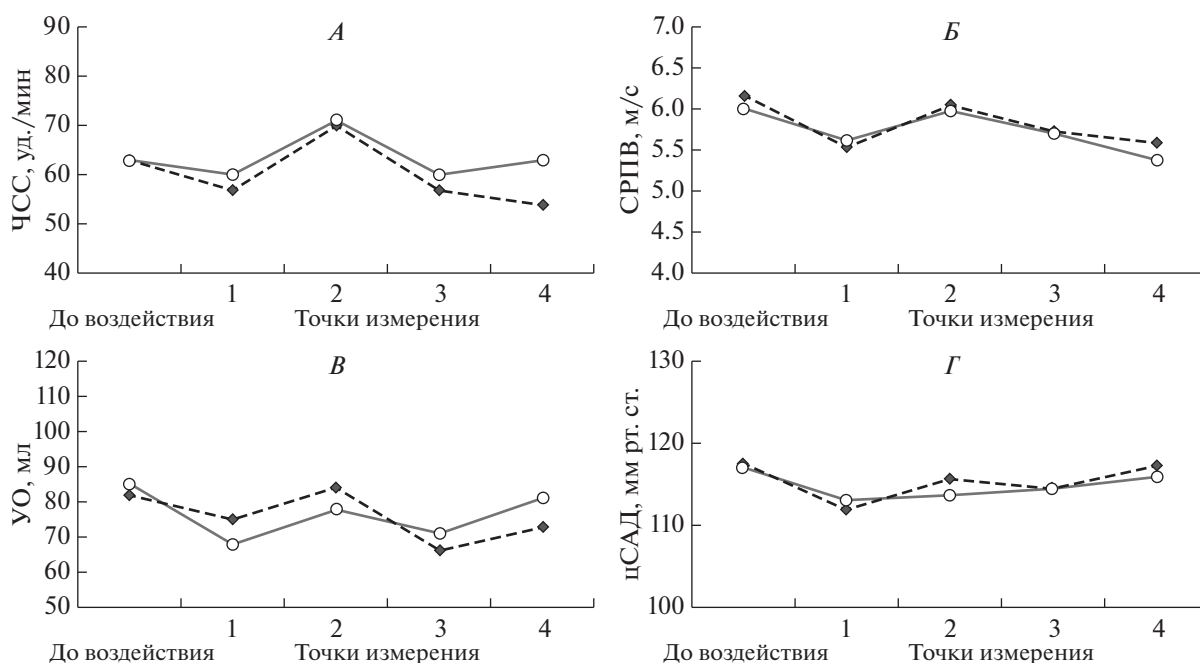 А
ЧСС, уд./мин
90
80
70
60
50
40
1 2 3 4
До воздействия Точки измерения
Б
СРПВ, м/с
7.0
6.5
6.0
5.5
5.0
4.5
4.0
1 2 3 4
До воздействия Точки измерения
В
УО, мл
120
110
100
90
80
70
60
50
1 2 3 4
До воздействия Точки измерения
Г
цСАД, мм рт. ст.
130
120
110
100
1 2 3 4
До воздействия Точки измерения